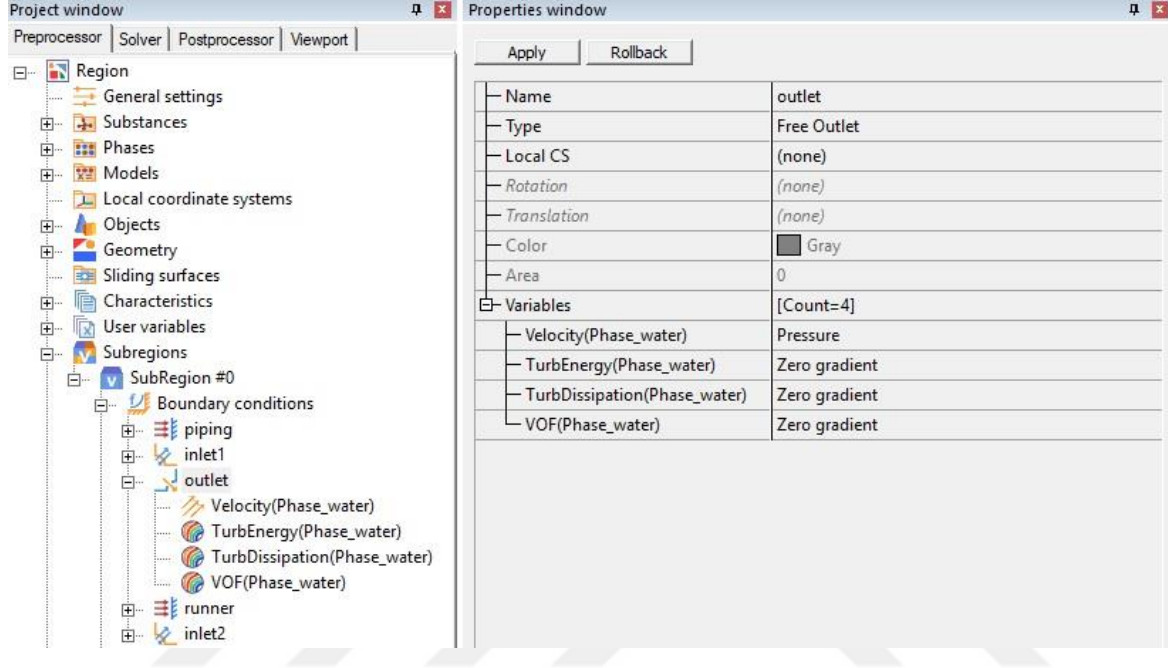 Project window
Preprocessor Solver Postprocessor Viewport
Region
General settings
Substances
Phases
Models
Local coordinate systems
Objects
Geometry
Sliding surfaces
Characteristics
User variables
Subregions
SubRegion #0
Boundary conditions
piping
inlet1
outlet
Velocity(Phase_water)
TurbEnergy(Phase_water)
TurbDissipation(Phase_water)
VOF(Phase_water)
runner
inlet2
Properties window
Apply Rollback
Name outlet
Type Free Outlet
Local CS (none)
Rotation (none)
Translation (none)
Color Gray
Area 0
Variables [Count=4]
Velocity(Phase_water) Pressure
TurbEnergy(Phase_water) Zero gradient
TurbDissipation(Phase_water) Zero gradient
VOF(Phase_water) Zero gradient